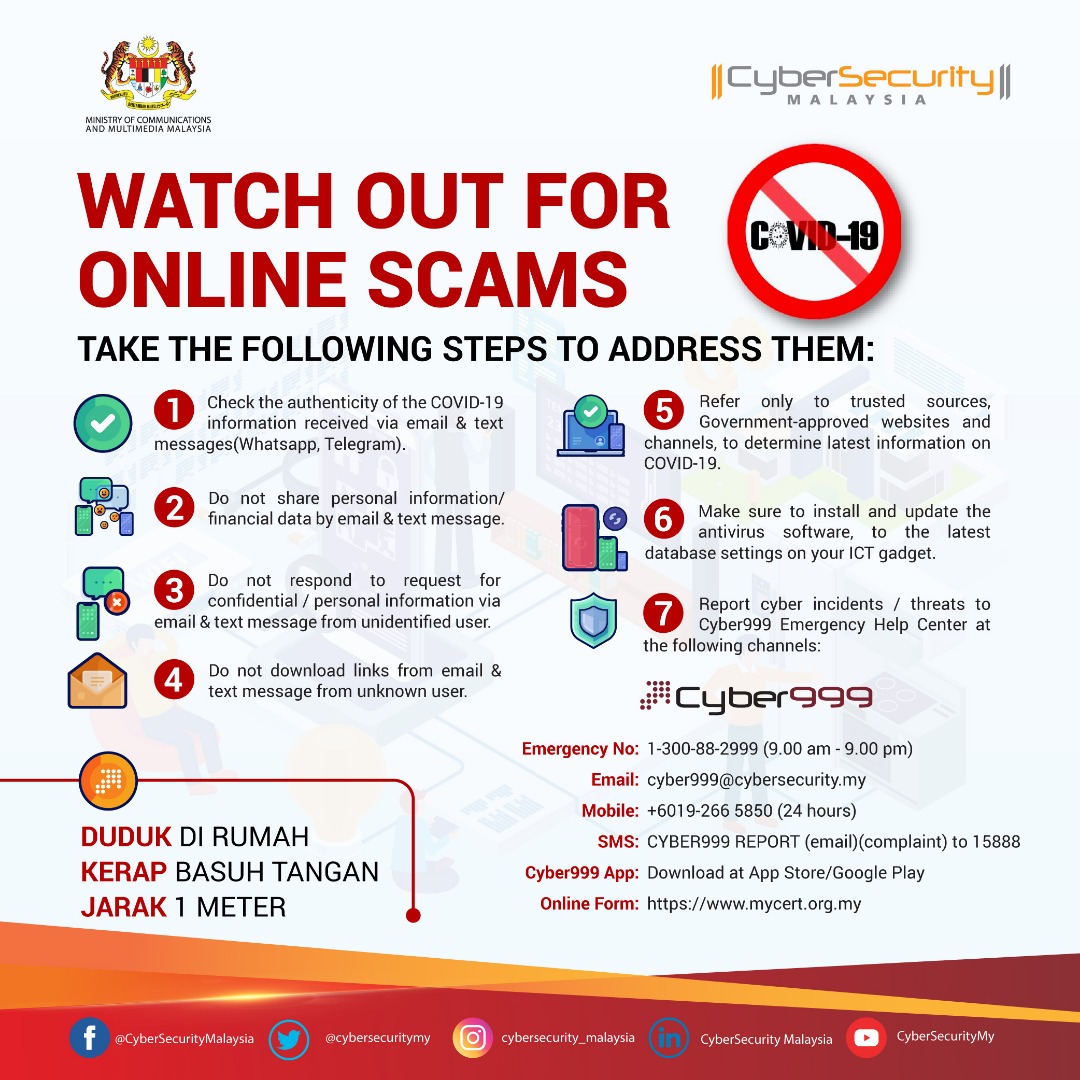 MINISTRY OF COMMUNICATIONS
AND MULTIMEDIA MALAYSIA
CyberSecurity
MALAYSIA
WATCH OUT FOR
ONLINE SCAMS
COVID-19
TAKE THE FOLLOWING STEPS TO ADDRESS THEM:
1 Check the authenticity of the COVID-19
information received via email & text
messages(Whatsapp, Telegram).
2 Do not share personal information/
financial data by email & text message.
3 Do not respond to request for
confidential / personal information via
email & text message from unidentified user.
4 Do not download links from email &
text message from unknown user.
5 Refer only to trusted sources,
Government-approved websites and
channels, to determine latest information on
COVID-19.
6 Make sure to install and update the
antivirus software, to the latest
database settings on your ICT gadget.
7 Report cyber incidents / threats to
Cyber999 Emergency Help Center at
the following channels:
Cyber999
Emergency No: 1-300-88-2999 (9.00 am - 9.00 pm)
Email: cyber999@cybersecurity.my
Mobile: +6019-266 5850 (24 hours)
SMS: CYBER999 REPORT (email)(complaint) to 15888
Cyber999 App: Download at App Store/Google Play
Online Form: https://www.mycert.org.my
DUDUK DI RUMAH
KERAP BASUH TANGAN
JARAK 1 METER
@CyberSecurityMalaysia
@cybersecuritymy
cybersecurity_malaysia
CyberSecurity Malaysia
CyberSecurityMy